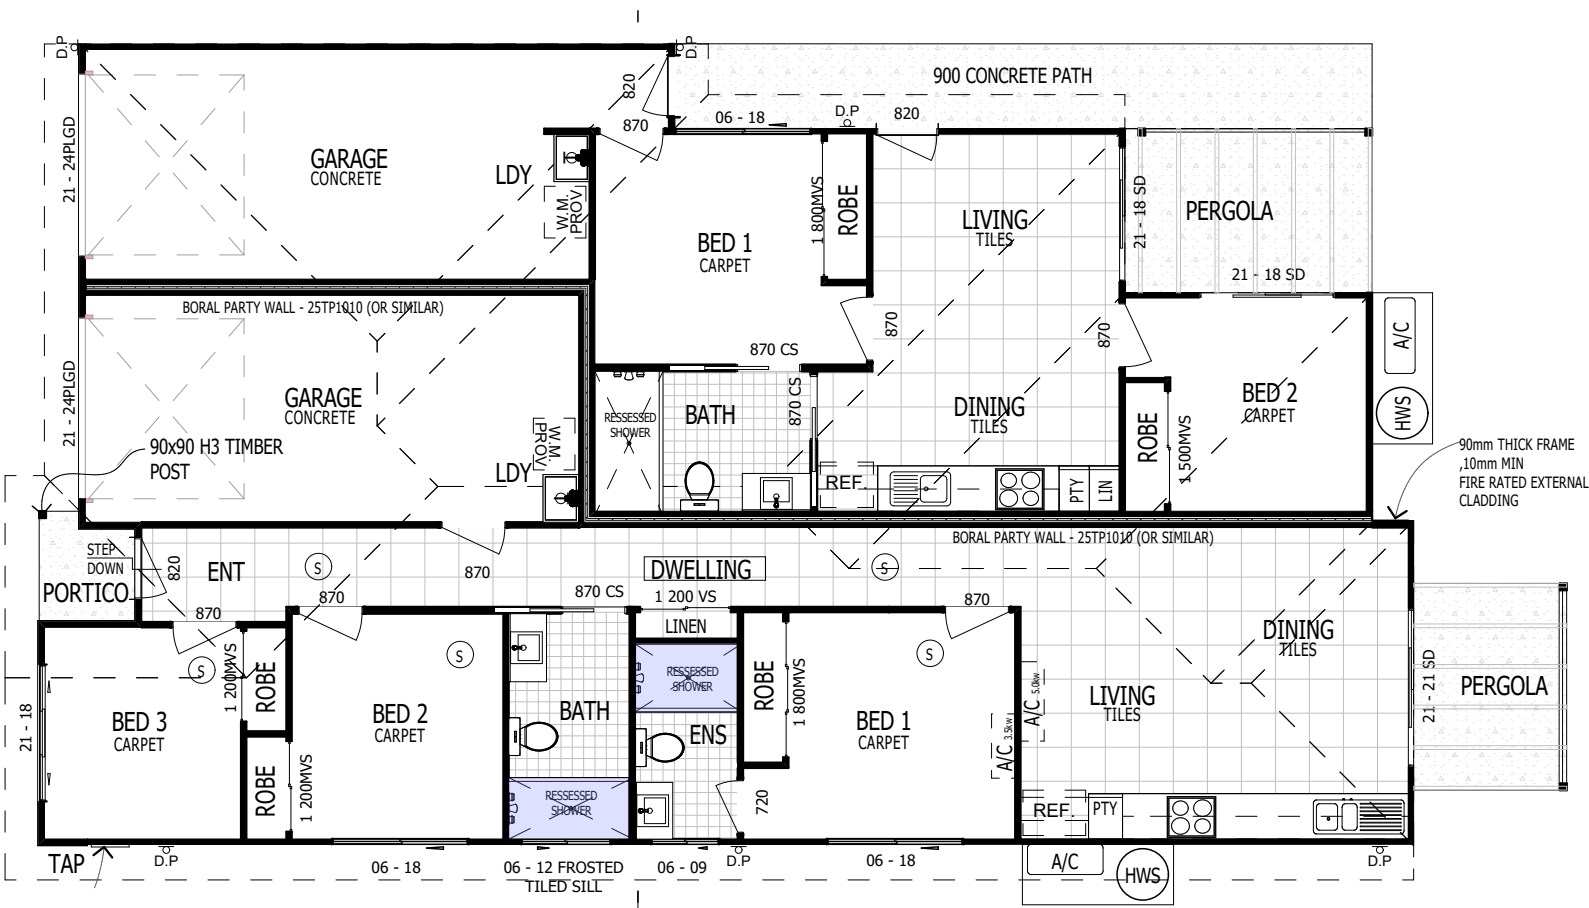 D.P
D.P
900 CONCRETE PATH
820
870
06 - 18
D.P
820
21 - 24PLGD
GARAGE
CONCRETE
LDY
W.M.
PROV.
BED 1
CARPET
1 800MVS
ROBE
LIVING
TILES
21 - 18 SD
PERGOLA
21 - 18 SD
BORAL PARTY WALL - 25TP1010 (OR SIMILAR)
870
870
A/C
HWS
21 - 24PLGD
GARAGE
CONCRETE
870 CS
870 CS
RESSESSED
SHOWER
BATH
DINING
TILES
BED 2
CARPET
ROBE
1 500MVS
90x90 H3 TIMBER
POST
W.M.
PROV.
LDY
REF.
PTY
LIN
90mm THICK FRAME
,10mm MIN
FIRE RATED EXTERNAL
CLADDING
BORAL PARTY WALL - 25TP1010 (OR SIMILAR)
STEP
DOWN
820
PORTICO
ENT
S
870
DWELLING
S
870
870
870 CS
1 200 VS
LINEN
870
DINING
TILES
S
S
S
1 200MVS
ROBE
RESSESSED
SHOWER
ROBE
1 800MVS
21 - 18
BED 3
CARPET
BED 2
CARPET
BATH
ENS
BED 1
CARPET
A/C 5.0kw
A/C 3.5kw
LIVING
TILES
21 - 21 SD
PERGOLA
ROBE
1 200MVS
RESSESSED
SHOWER
720
REF.
PTY
TAP
D.P
06 - 18
06 - 12 FROSTED
TILED SILL
06 - 09
D.P
06 - 18
A/C
HWS
D.P